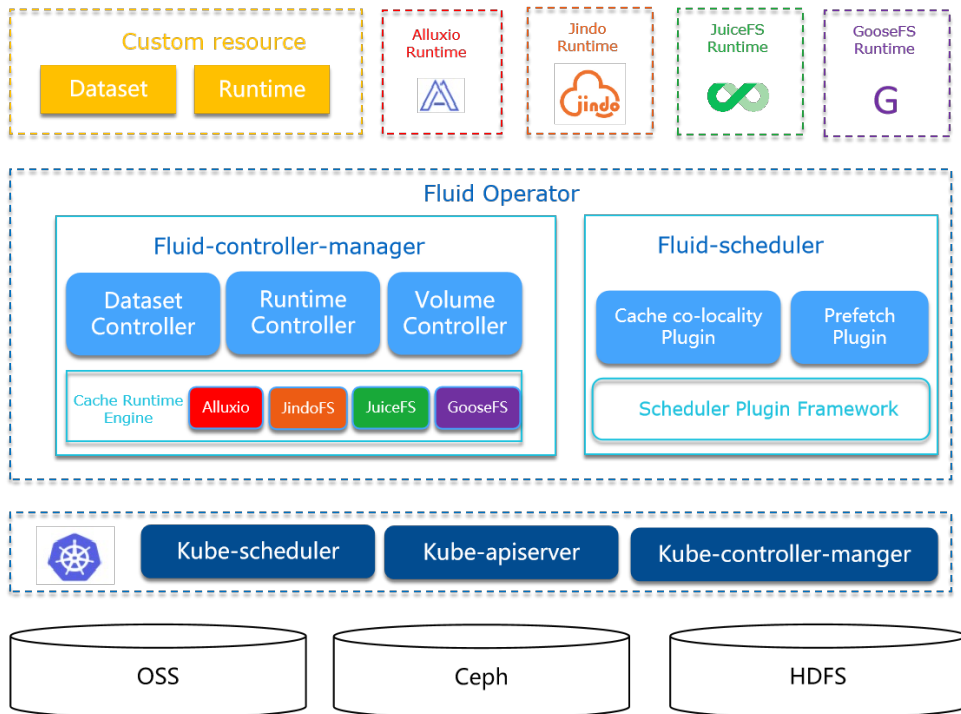 Custom resource
Dataset
Runtime
Alluxio
Runtime
Jindo
Runtime
jindo
JuiceFS
Runtime
GooseFS
Runtime
G
Fluid Operator
Fluid-controller-manager
Dataset
Controller
Runtime
Controller
Volume
Controller
Cache Runtime
Engine
Alluxio
JindoFS
JuiceFS
GooseFS
Fluid-scheduler
Cache co-locality
Plugin
Prefetch
Plugin
Scheduler Plugin Framework
Kube-scheduler
Kube-apiserver
Kube-controller-manger
OSS
Ceph
HDFS